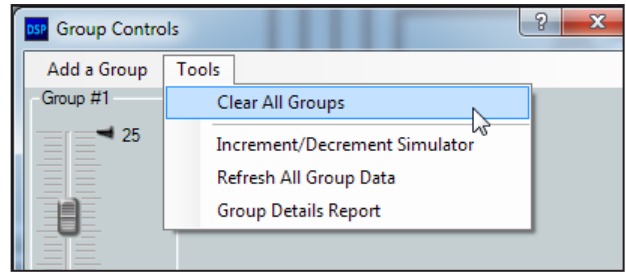 DSP Group Controls
?
X
Add a Group Tools
Group #1
25
Clear All Groups
Increment/Decrement Simulator
Refresh All Group Data
Group Details Report